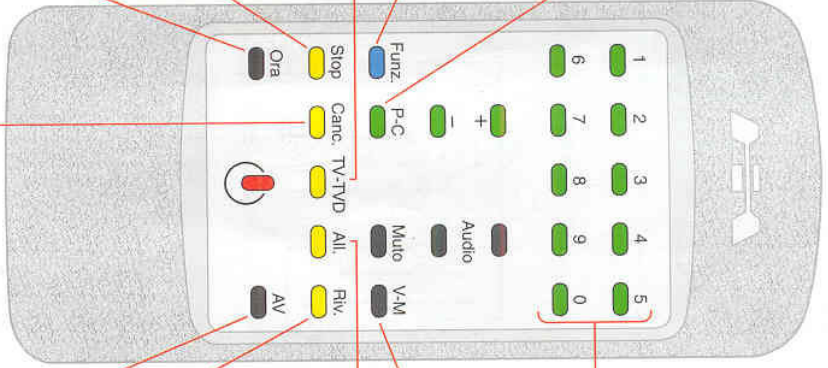 1 2 3 4 5
6 7 8 9 0
+
Audio
−
Funz. P-C Muto V-M
Stop Canc. TV-TVD All. Riv.
Ora AV